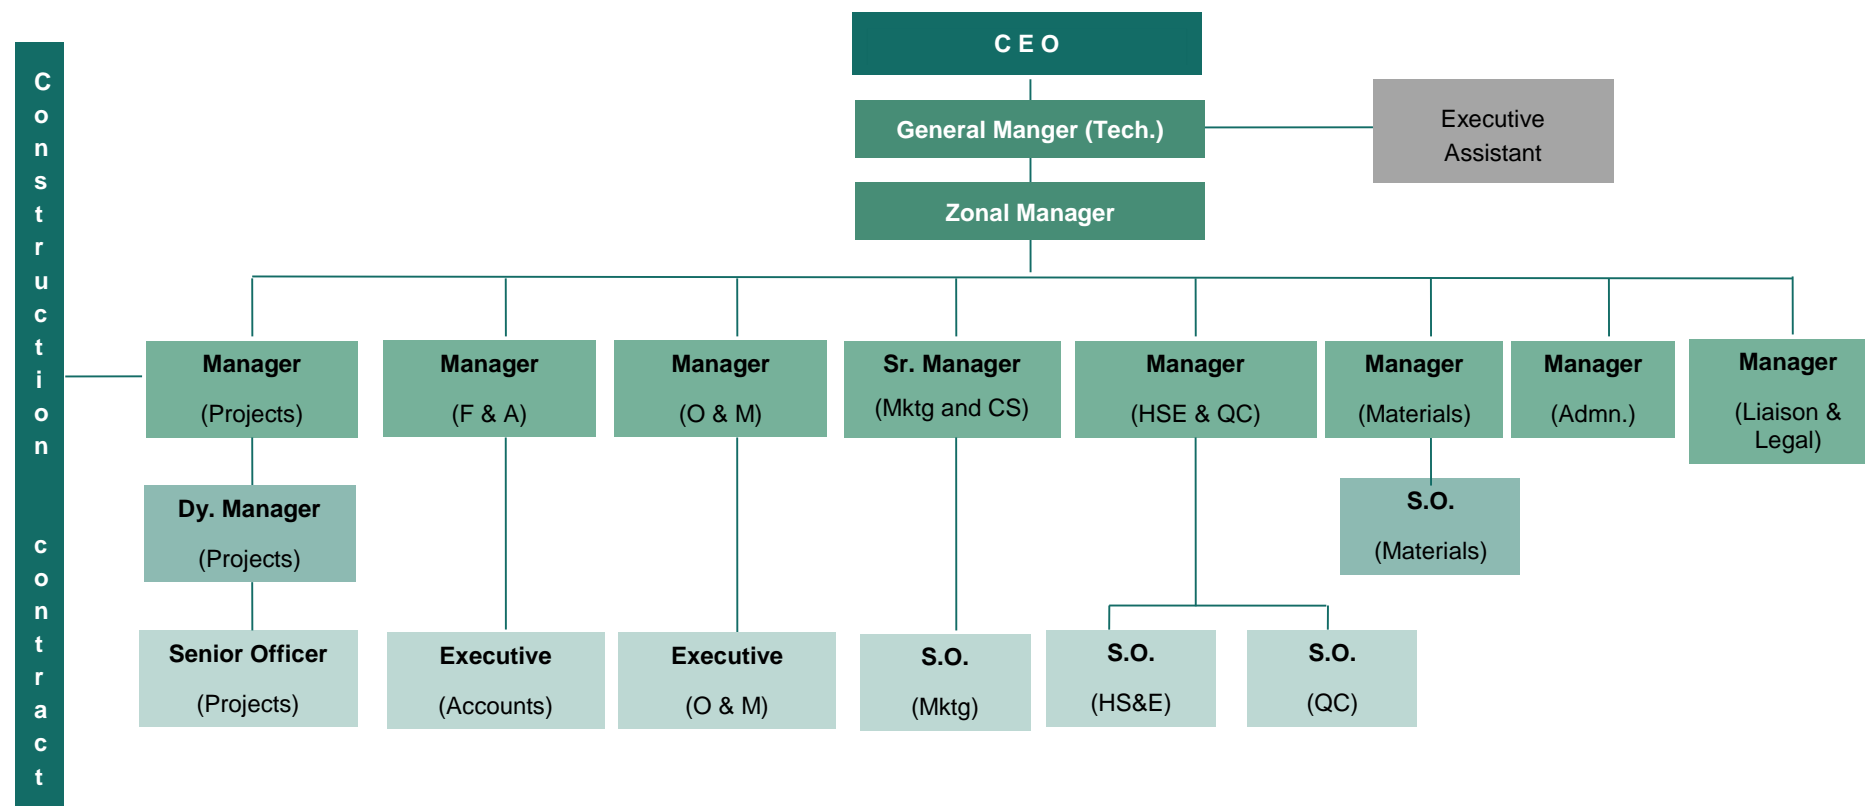 Construction contract
C E O
General Manger (Tech.)
Executive
Assistant
Zonal Manager
Manager
(Projects)
Manager
(F & A)
Manager
(O & M)
Sr. Manager
(Mktg and CS)
Manager
(HSE & QC)
Manager
(Materials)
Manager
(Admn.)
Manager
(Liaison &
Legal)
Dy. Manager
(Projects)
S.O.
(Materials)
Senior Officer
(Projects)
Executive
(Accounts)
Executive
(O & M)
S.O.
(Mktg)
S.O.
(HS&E)
S.O.
(QC)